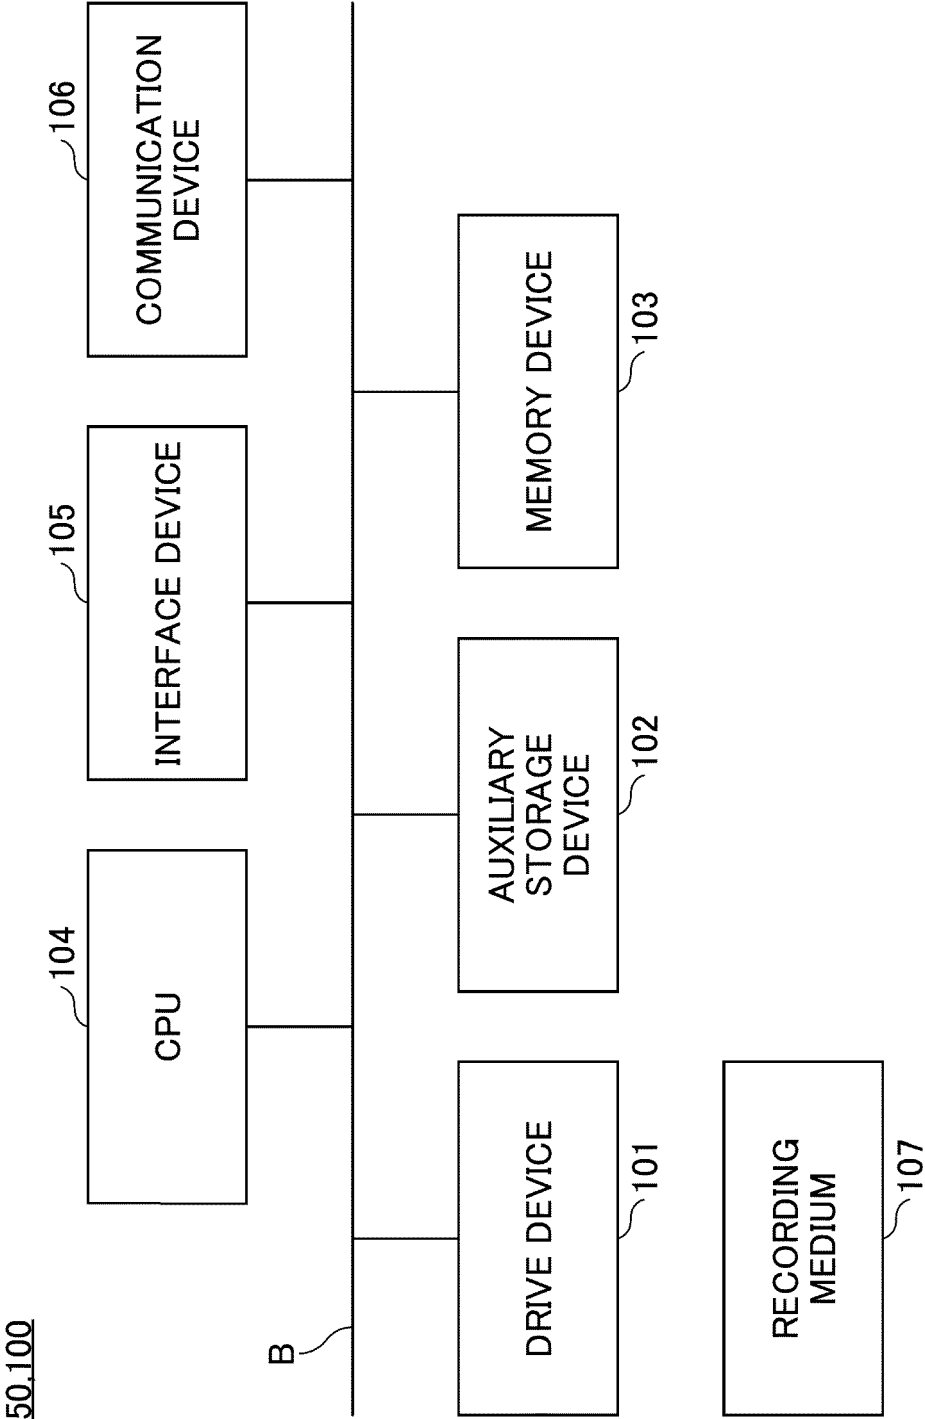 50,100
104
105
106
CPU
INTERFACE DEVICE
COMMUNICATION
DEVICE
B
DRIVE DEVICE
AUXILIARY
STORAGE
DEVICE
MEMORY DEVICE
101
102
103
RECORDING
MEDIUM
107